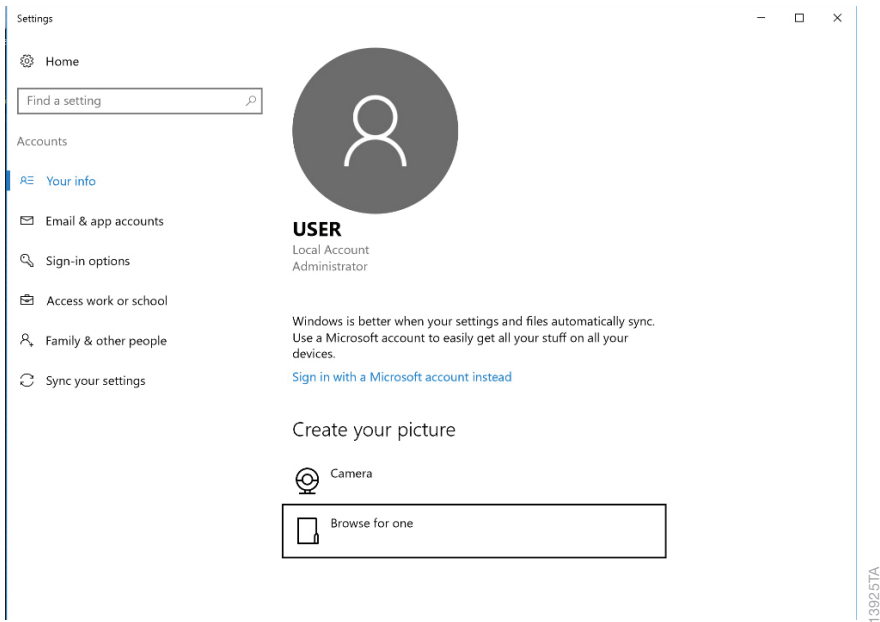 Settings
Home
Find a setting
Accounts
Your info
Email & app accounts
Sign-in options
Access work or school
Family & other people
Sync your settings
USER
Local Account
Administrator
Windows is better when your settings and files automatically sync.
Use a Microsoft account to easily get all your stuff on all your
devices.
Sign in with a Microsoft account instead
Create your picture
Camera
Browse for one
13925TA